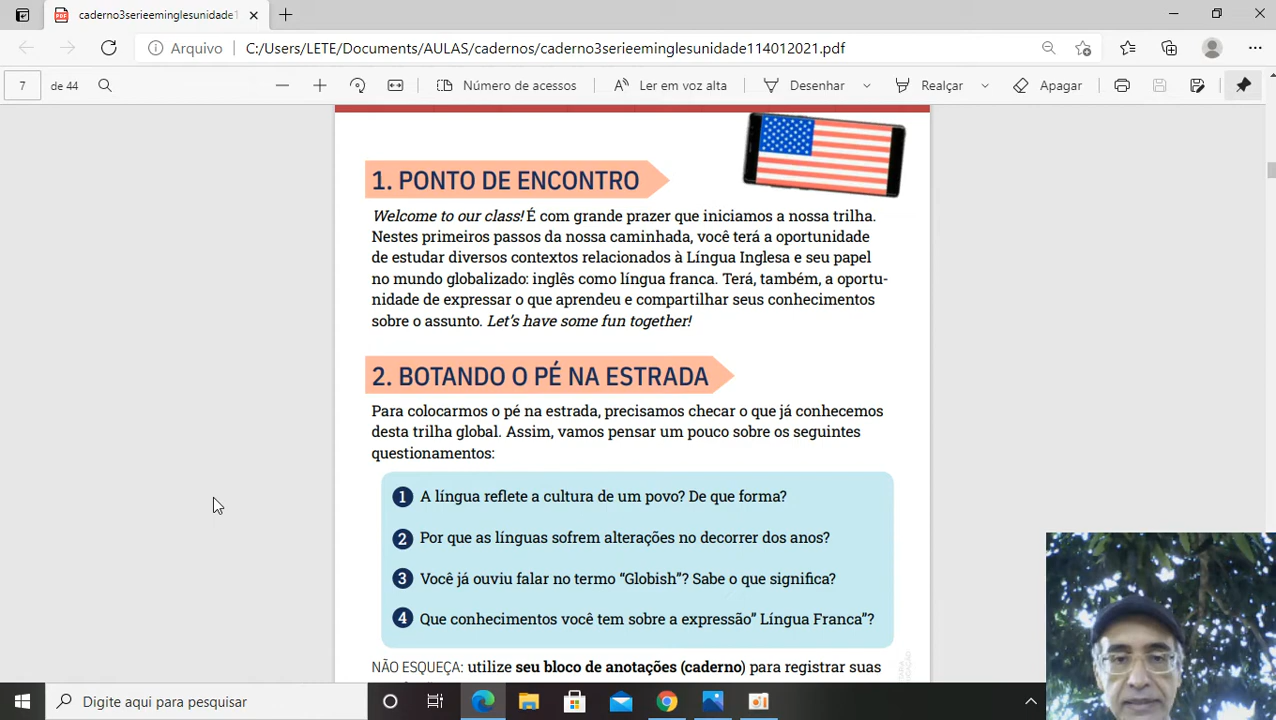 caderno3serieeminglesunidade1
Arquivo
C:/Users/LETE/Documents/AULAS/cadernos/caderno3serieeminglesunidade114012021.pdf
7
de 44
Número de acessos
Ler em voz alta
Desenhar
Realçar
Apagar
1. PONTO DE ENCONTRO
Welcome to our class! É com grande prazer que iniciamos a nossa trilha.
Nestes primeiros passos da nossa caminhada, você terá a oportunidade
de estudar diversos contextos relacionados à Língua Inglesa e seu papel
no mundo globalizado: inglês como língua franca. Terá, também, a oportu-
nidade de expressar o que aprendeu e compartilhar seus conhecimentos
sobre o assunto. Let's have some fun together!
2. BOTANDO O PÉ NA ESTRADA
Para colocarmos o pé na estrada, precisamos checar o que já conhecemos
desta trilha global. Assim, vamos pensar um pouco sobre os seguintes
questionamentos:
1 A língua reflete a cultura de um povo? De que forma?
2 Por que as línguas sofrem alterações no decorrer dos anos?
3 Você já ouviu falar no termo “Globish”? Sabe o que significa?
4 Que conhecimentos você tem sobre a expressão” Língua Franca”?
NÃO ESQUEÇA: utilize seu bloco de anotações (caderno) para registrar suas
Digite aqui para pesquisar